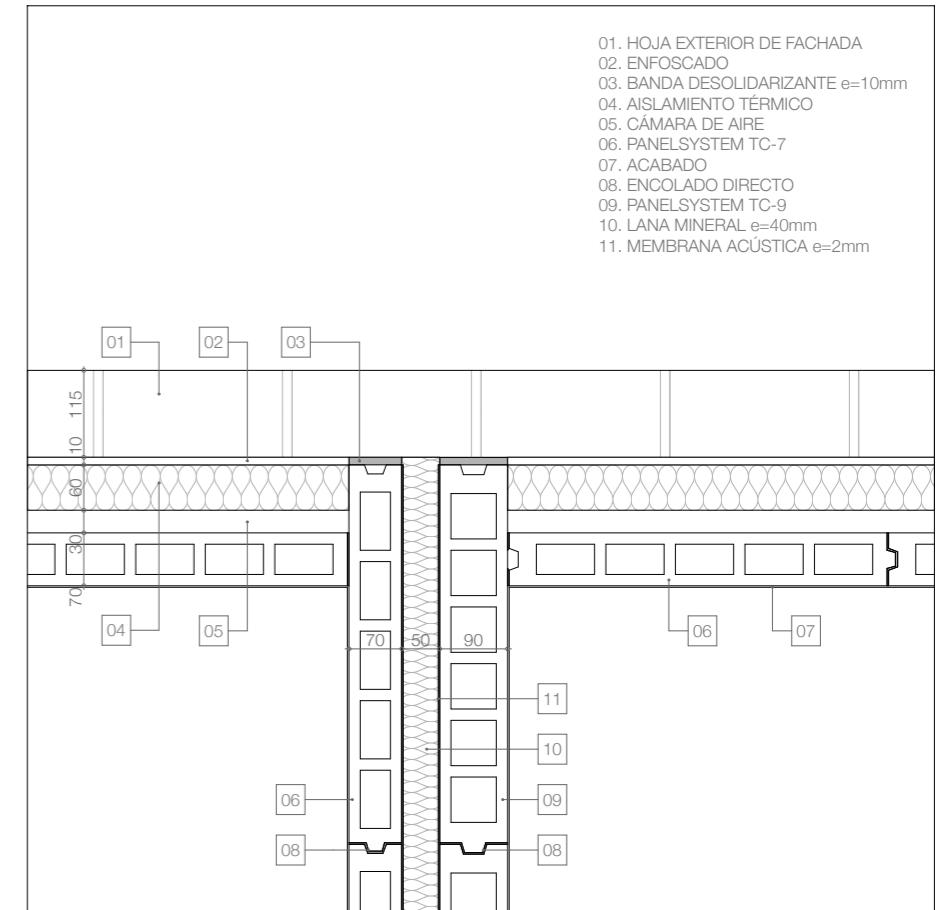 01. HOJA EXTERIOR DE FACHADA
02. ENFOSCADO
03. BANDA DESOLIDARIZANTE e=10mm
04. AISLAMIENTO TÉRMICO
05. CÁMARA DE AIRE
06. PANELSYSTEM TC-7
07. ACABADO
08. ENCOLADO DIRECTO
09. PANELSYSTEM TC-9
10. LANA MINERAL e=40mm
11. MEMBRANA ACÚSTICA e=2mm
01
02
03
115
10
60
30
70
04
05
70
50
90
06
07
11
10
06
09
08
08